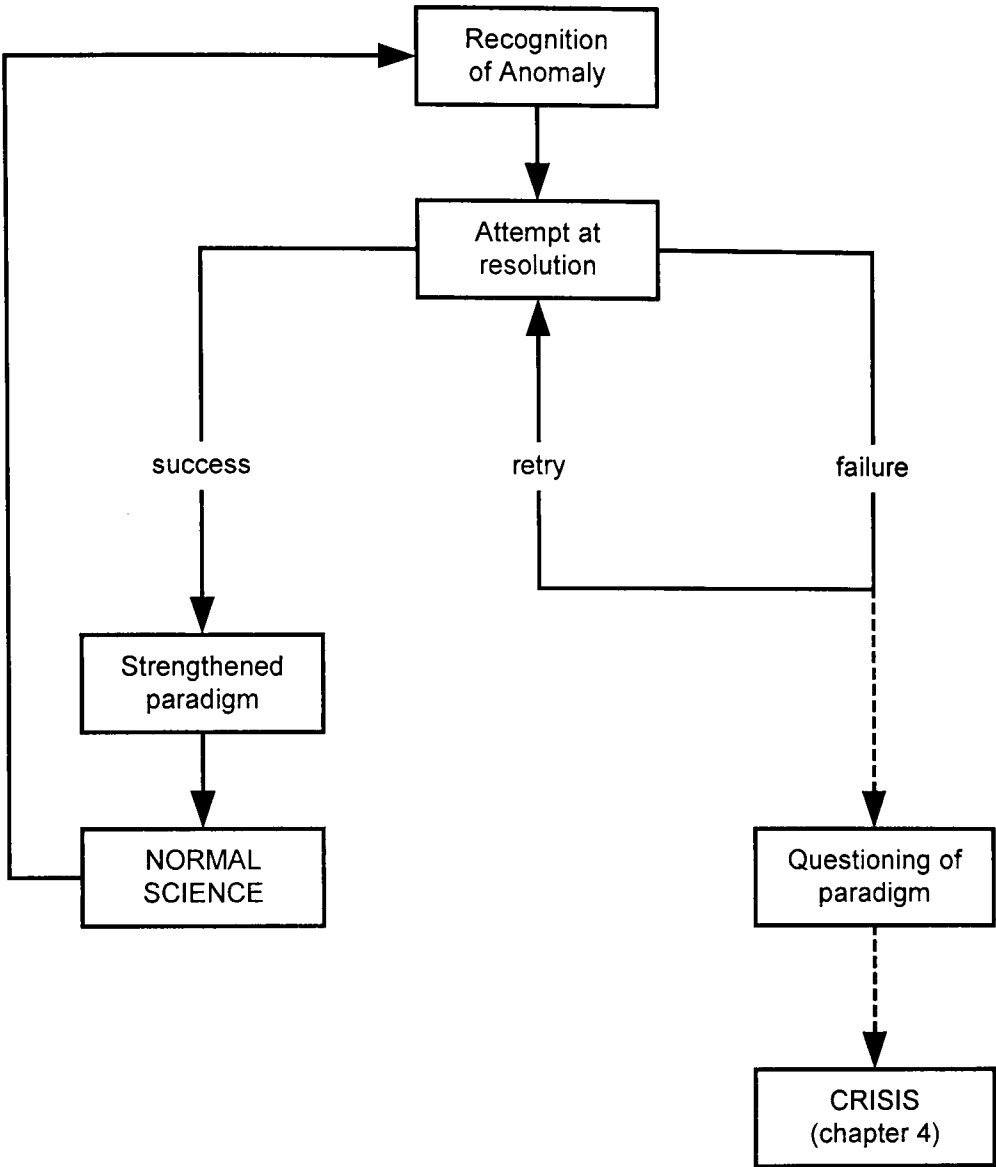 Recognition
of Anomaly
Attempt at
resolution
success
retry
failure
Strengthened
paradigm
NORMAL
SCIENCE
Questioning of
paradigm
CRISIS
(chapter 4)